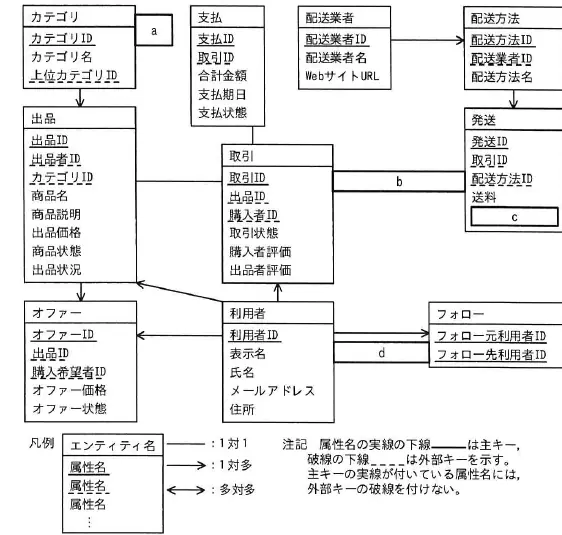 カテゴリ
カテゴリID
カテゴリ名
上位カテゴリID
a
支払
支払ID
取引ID
合計金額
支払期日
支払状態
配送業者
配送業者ID
配送業者名
WebサイトURL
配送方法
配送方法ID
配送業者ID
配送方法名
出品
出品ID
出品者ID
カテゴリID
商品名
商品説明
出品価格
商品状態
出品状況
取引
取引ID
出品ID
購入者ID
取引状態
購入者評価
出品者評価
b
発送
発送ID
取引ID
配送方法ID
送料
c
オファー
オファーID
出品ID
購入希望者ID
オファー価格
オファー状態
利用者
利用者ID
表示名
氏名
メールアドレス
住所
d
フォロー
フォロー元利用者ID
フォロー先利用者ID
凡例
エンティティ名
属性名
属性名
属性名
⋮
:1対1
:1対多
:多対多
注記 属性名の実線の下線____は主キー,
破線の下線____は外部キーを示す。
主キーの実線が付いている属性名には,
外部キーの破線を付けない。